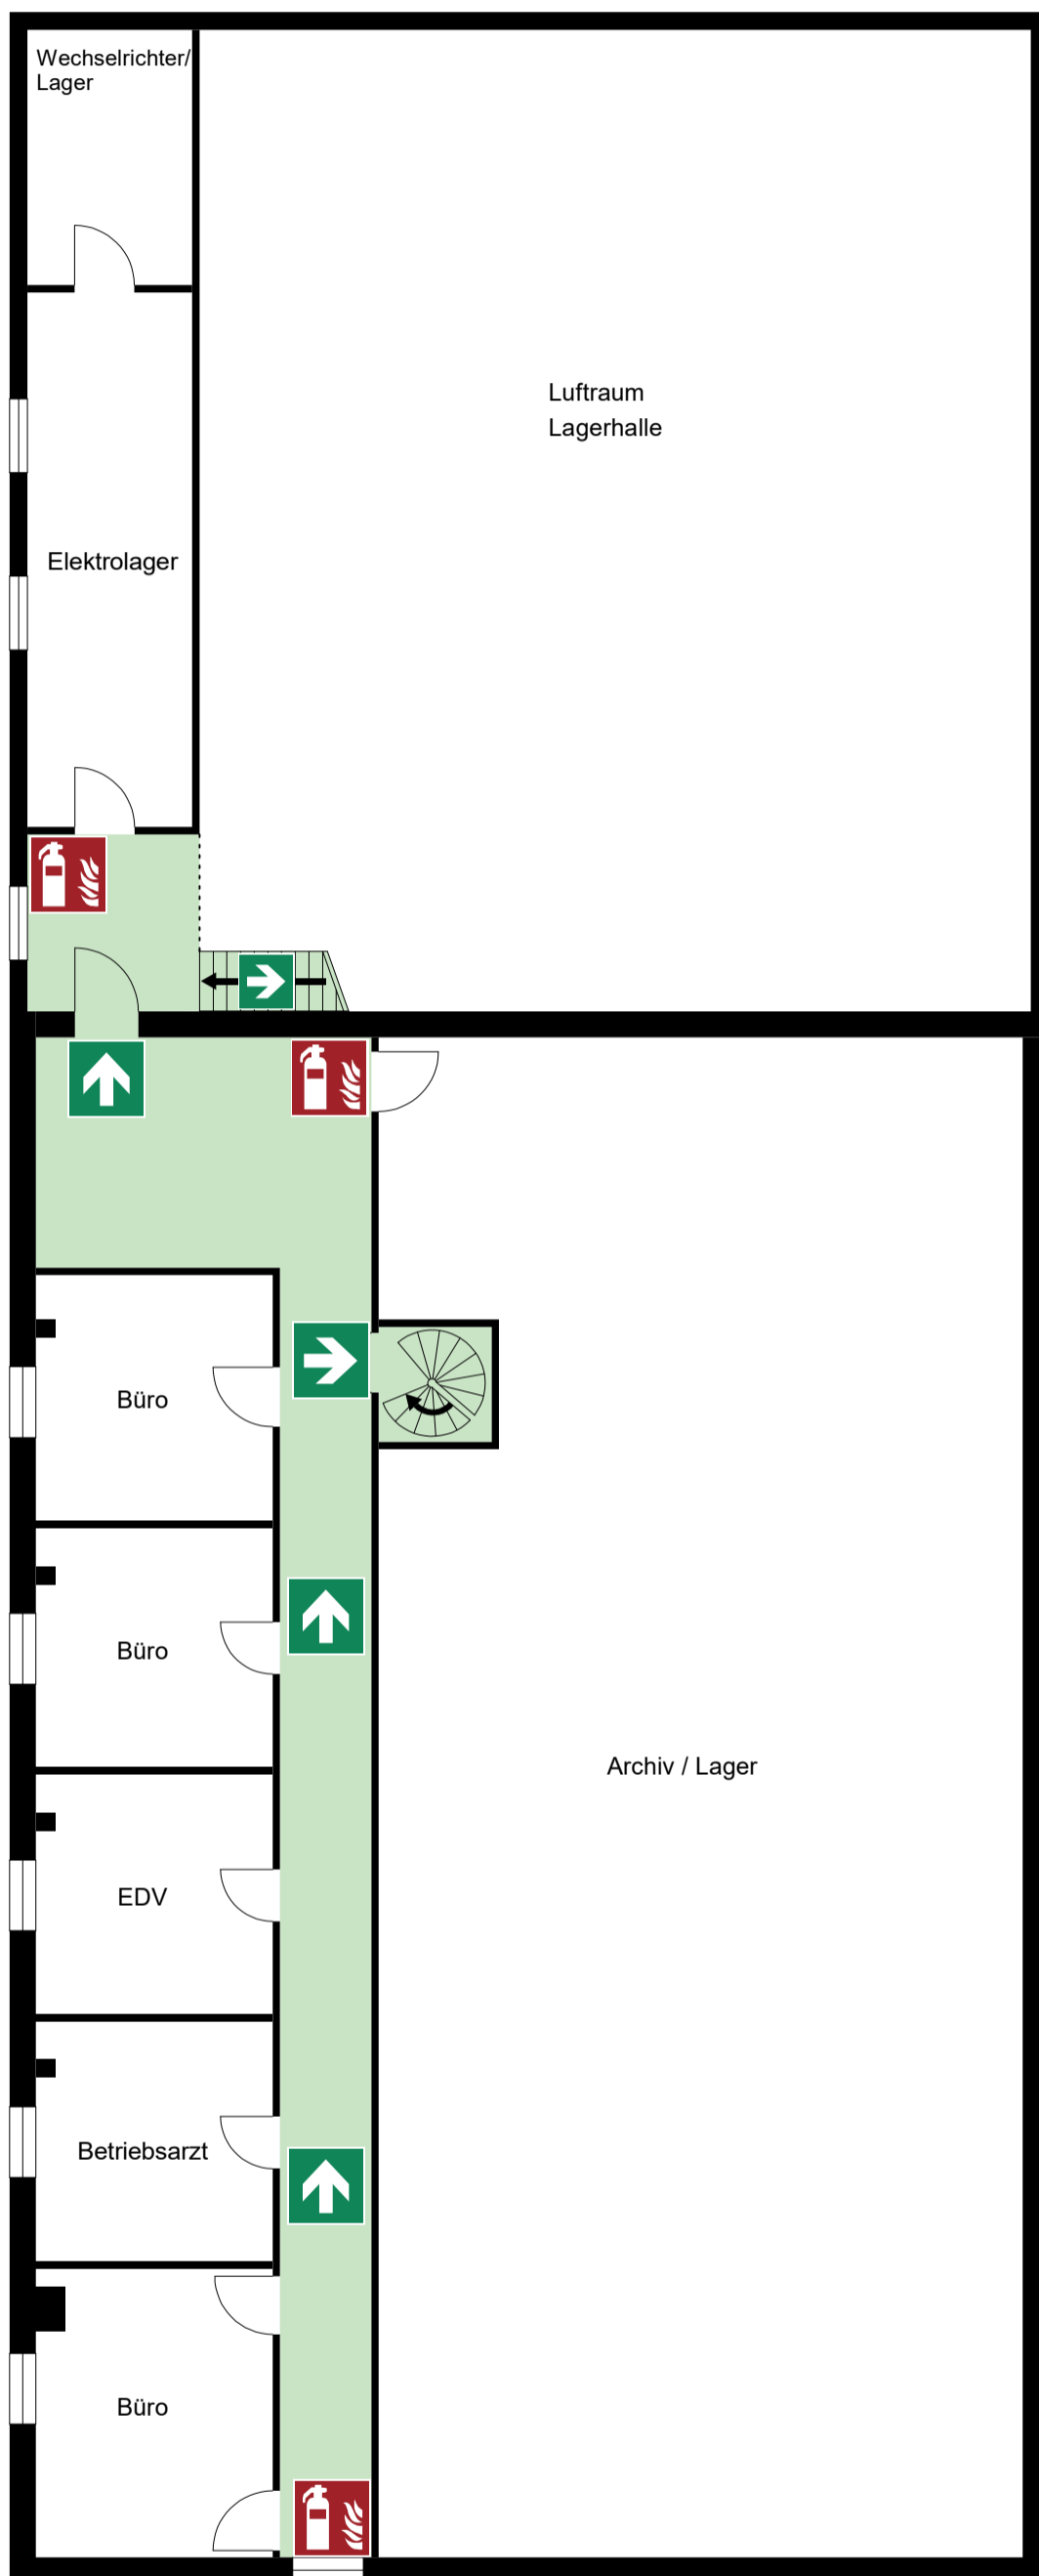 Wechselrichter/
Lager
Luftraum
Lagerhalle
Elektrolager
Büro
Büro
Archiv / Lager
EDV
Betriebsarzt
Büro